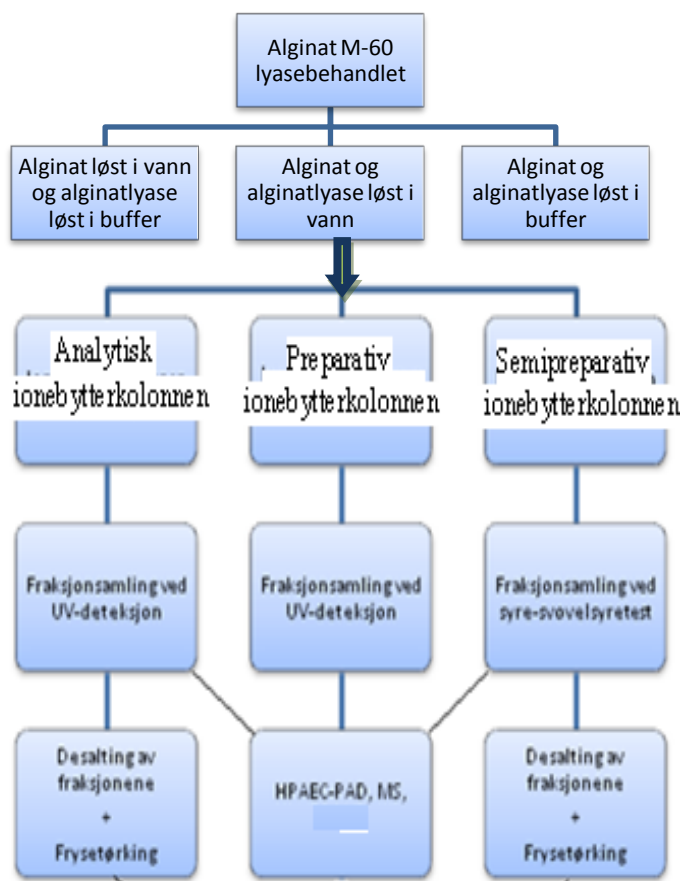 Alginat M-60
lyasebehandlet
Alginat løst i vann
og alginatlyase
løst i buffer
Alginat og
alginatlyase løst i
vann
Alginat og
alginatlyase løst i
buffer
Analytisk
ionebytterkolonnen
Preparativ
ionebytterkolonnen
Semipreparativ
ionebytterkolonnen
Fraksjonsamling ved
UV-deteksjon
Fraksjonsamling ved
UV-deteksjon
Fraksjonsamling ved
syre-svovelsyretest
Desalting av
fraksjonene
+
Frysetørking
HPAEC-PAD, MS,
Desalting av
fraksjonene
+
Frysetørking